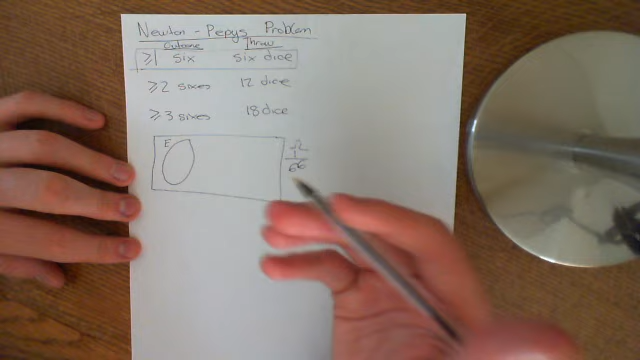 Newton - Pepys Problem
Outcome Throw
≥1 six six dice
≥2 sixes 12 dice
≥3 sixes 18 dice
E
Ω
1
6⁶